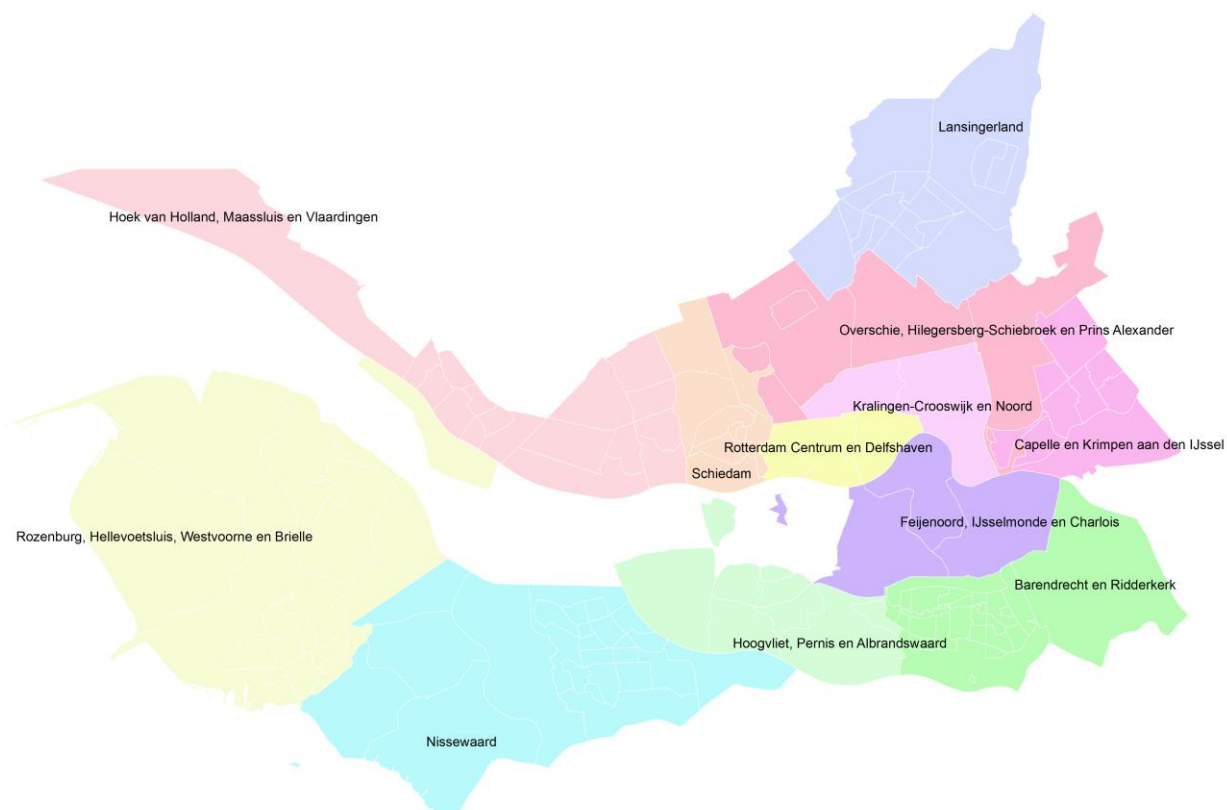 Lansingerland
Hoek van Holland, Maassluis en Vlaardingen
Overschie, Hilegersberg-Schiebroek en Prins Alexander
Kralingen-Crooswijk en Noord
Rotterdam Centrum en Delfshaven
Capelle en Krimpen aan den IJssel
Schiedam
Feijenoord, IJsselmonde en Charlois
Rozenburg, Hellevoetsluis, Westvoorne en Brielle
Barendrecht en Ridderkerk
Hoogvliet, Pernis en Albrandswaard
Nissewaard